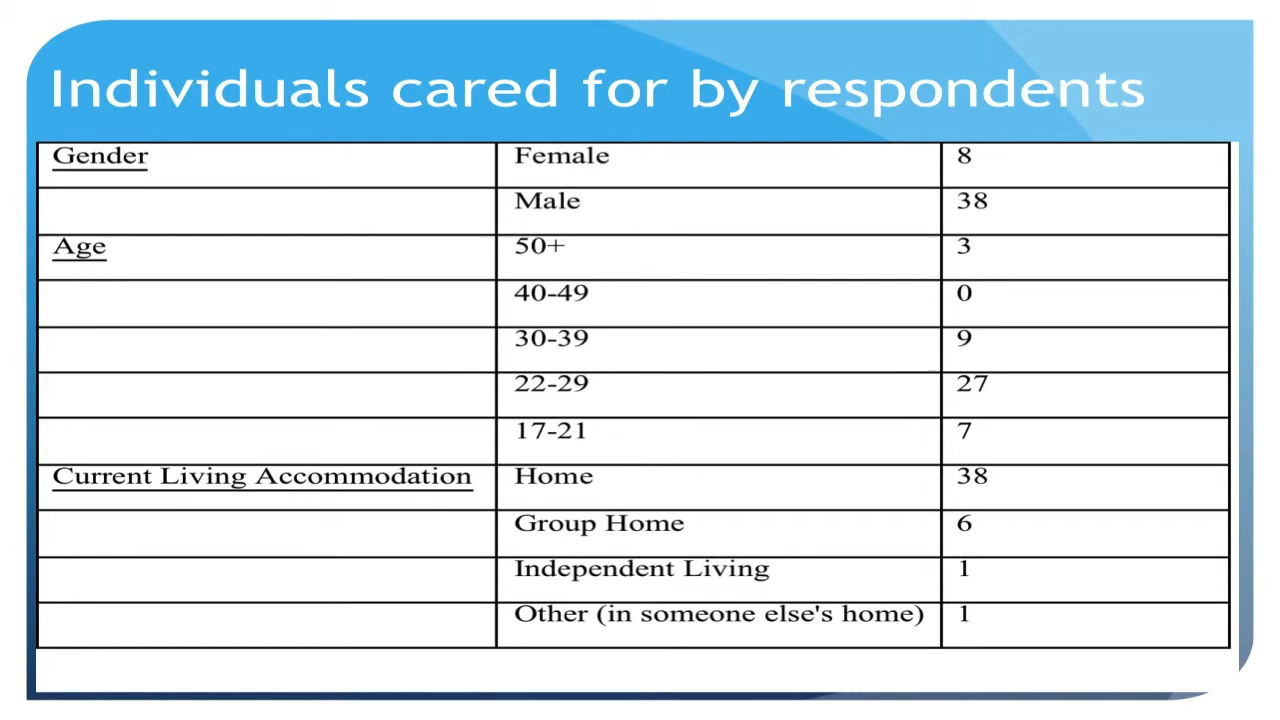 Individuals cared for by respondents
Gender Female 8
Male 38
Age 50+ 3
40-49 0
30-39 9
22-29 27
17-21 7
Current Living Accommodation Home 38
Group Home 6
Independent Living 1
Other (in someone else's home) 1